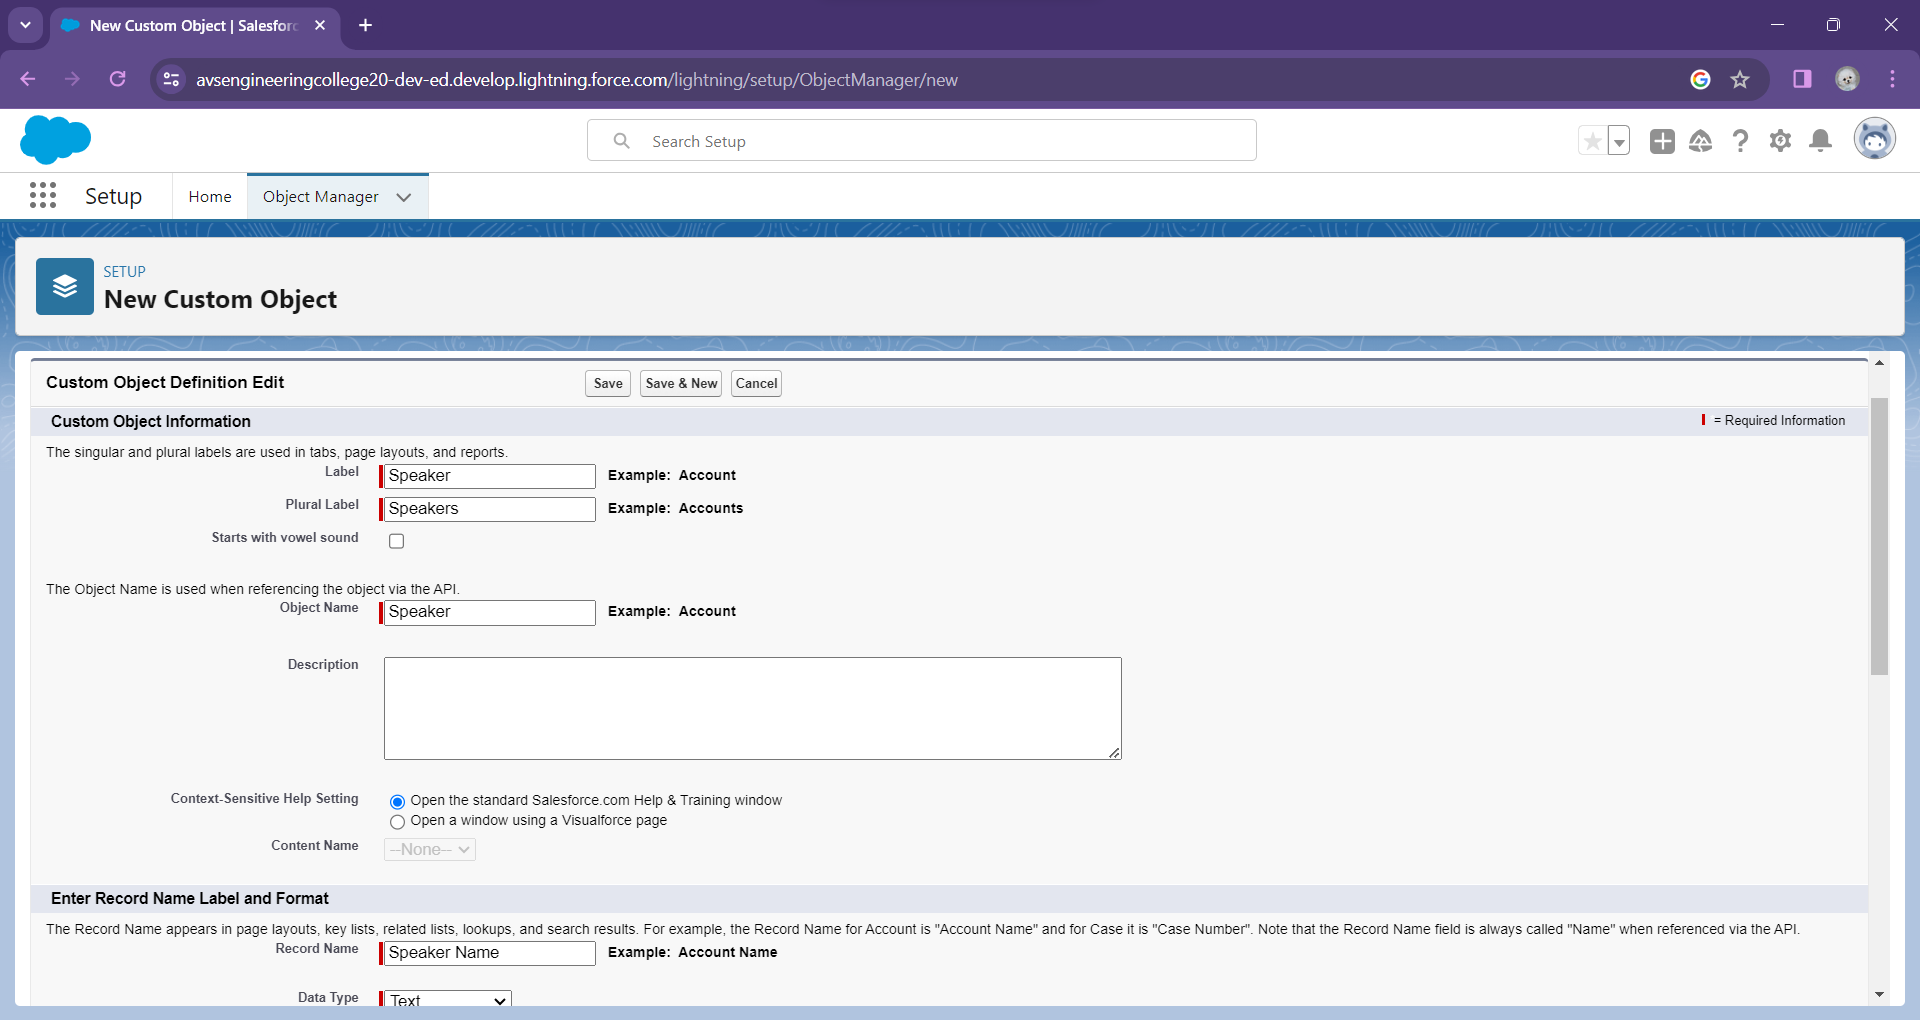 New Custom Object | Salesforc
avsengineeringcollege20-dev-ed.develop.lightning.force.com/lightning/setup/ObjectManager/new
Search Setup
Setup
Home
Object Manager
SETUP
New Custom Object
Custom Object Definition Edit
Save
Save & New
Cancel
Custom Object Information
= Required Information
The singular and plural labels are used in tabs, page layouts, and reports.
Label
Speaker
Example: Account
Plural Label
Speakers
Example: Accounts
Starts with vowel sound
The Object Name is used when referencing the object via the API.
Object Name
Speaker
Example: Account
Description
Context-Sensitive Help Setting
Open the standard Salesforce.com Help & Training window
Open a window using a Visualforce page
Content Name
--None--
Enter Record Name Label and Format
The Record Name appears in page layouts, key lists, related lists, lookups, and search results. For example, the Record Name for Account is "Account Name" and for Case it is "Case Number". Note that the Record Name field is always called "Name" when referenced via the API.
Record Name
Speaker Name
Example: Account Name
Data Type
Text